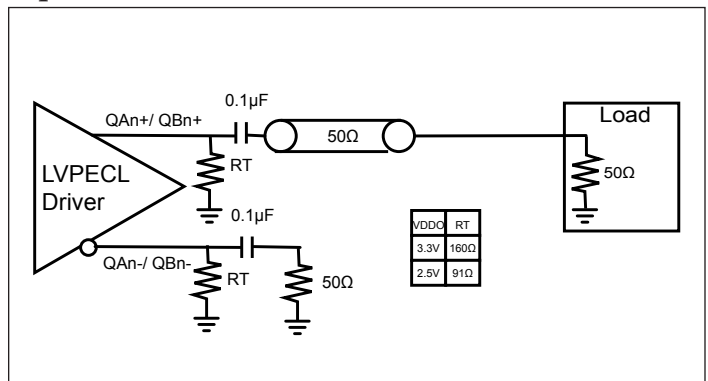 0.1µF
QAn+/ QBn+
50Ω
Load
RT
50Ω
LVPECL
Driver
0.1µF
VDDO RT
3.3V 160Ω
2.5V 91Ω
QAn-/ QBn-
RT
50Ω